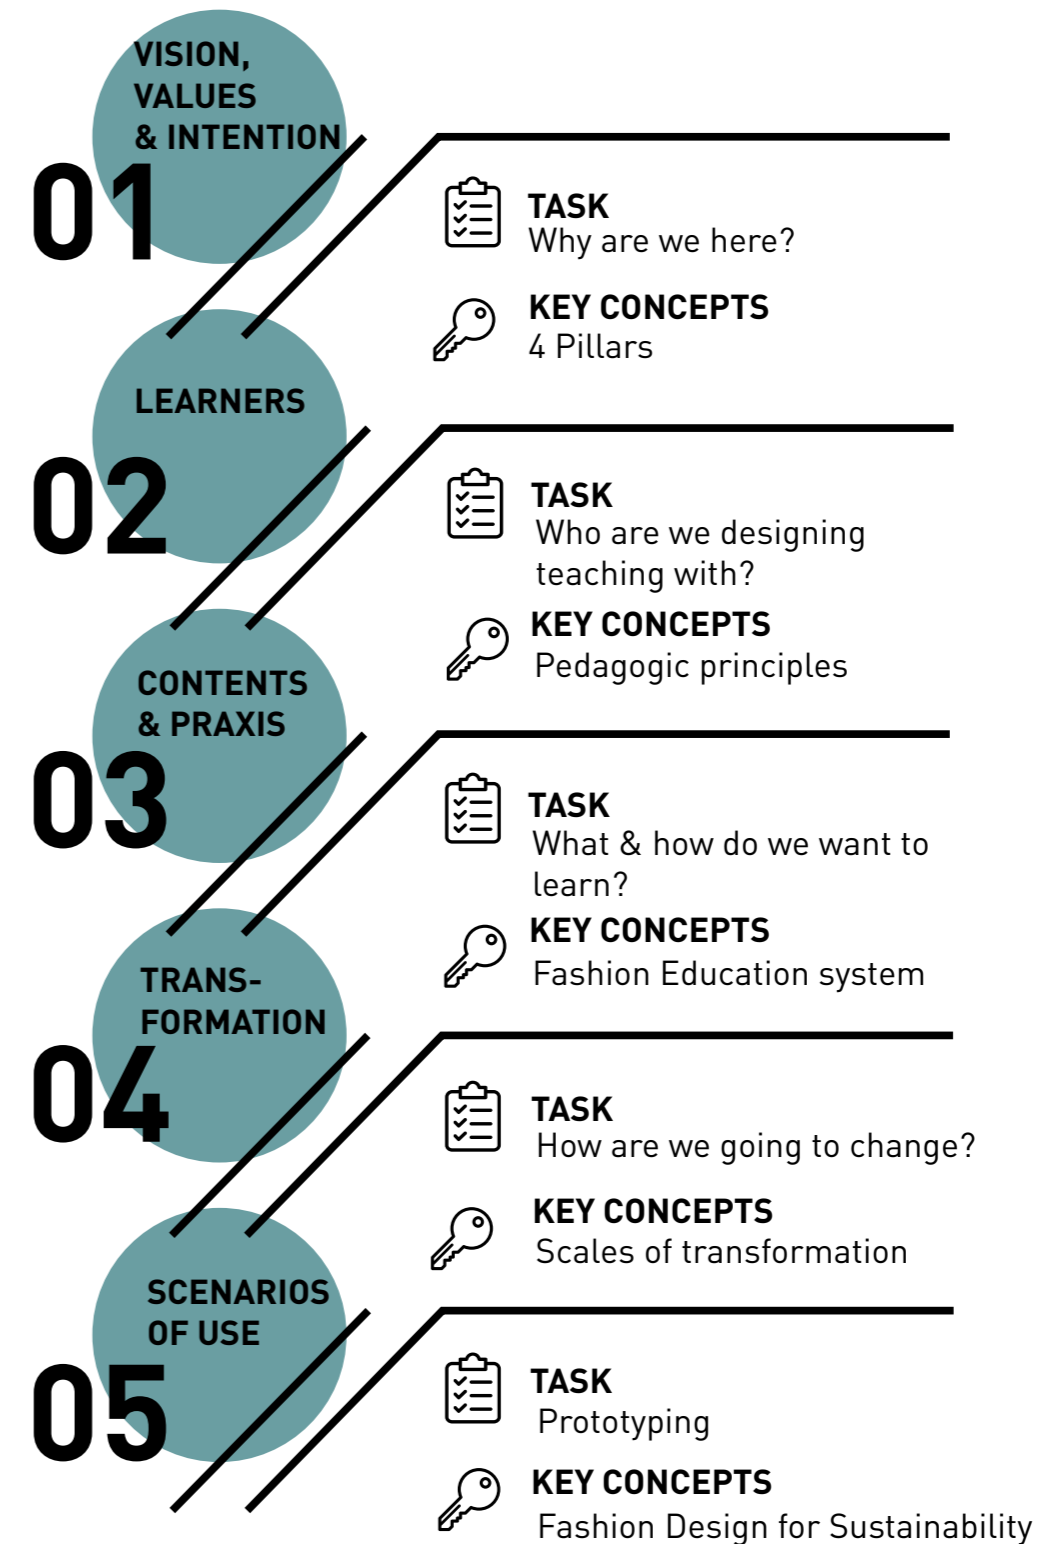 VISION,
VALUES
& INTENTION
01
TASK
Why are we here?
KEY CONCEPTS
4 Pillars
LEARNERS
02
TASK
Who are we designing
teaching with?
KEY CONCEPTS
Pedagogic principles
CONTENTS
& PRAXIS
03
TASK
What & how do we want to
learn?
KEY CONCEPTS
Fashion Education system
TRANS-
FORMATION
04
TASK
How are we going to change?
KEY CONCEPTS
Scales of transformation
SCENARIOS
OF USE
05
TASK
Prototyping
KEY CONCEPTS
Fashion Design for Sustainability